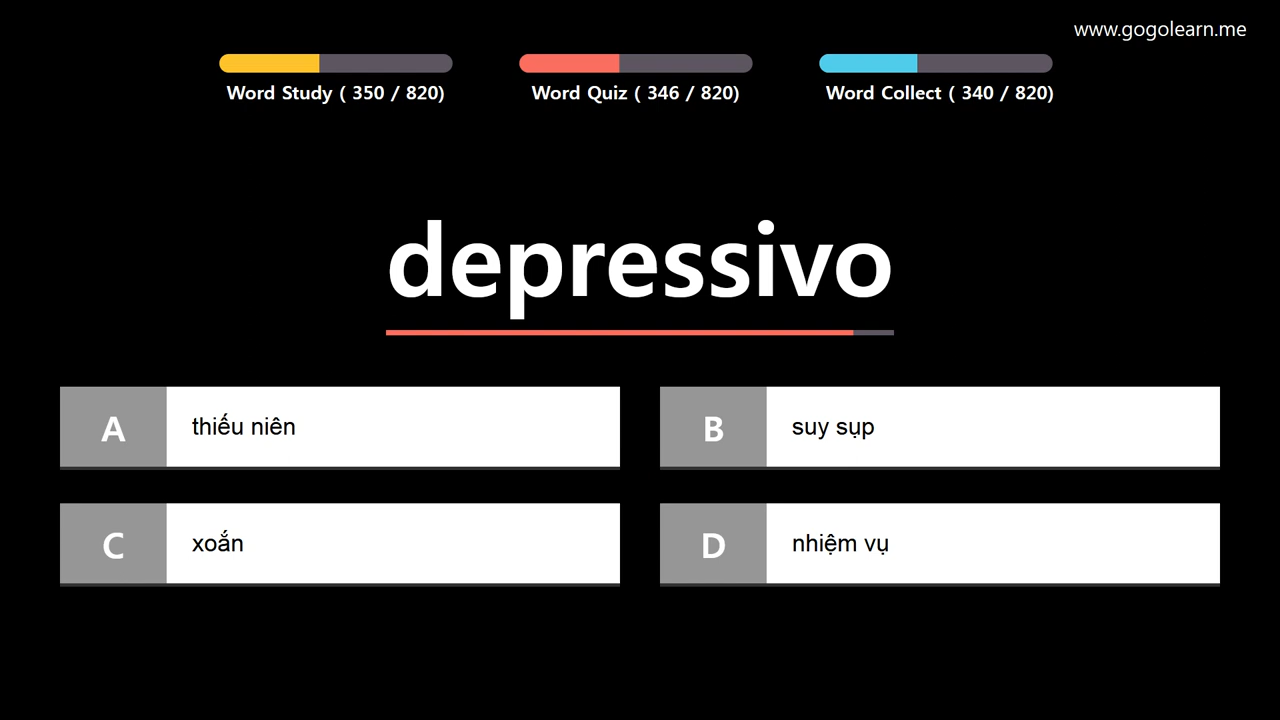 www.gogolearn.me
Word Study ( 350 / 820)
Word Quiz ( 346 / 820)
Word Collect ( 340 / 820)
depressivo
A
thiếu niên
B
suy sụp
C
xoắn
D
nhiệm vụ